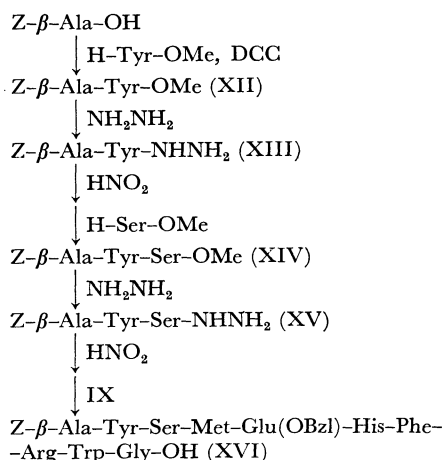 Z–β–Ala–OH
H–Tyr–OMe, DCC
Z–β–Ala–Tyr–OMe (XII)
NH₂NH₂
Z–β–Ala–Tyr–NHNH₂ (XIII)
HNO₂
H–Ser–OMe
Z–β–Ala–Tyr–Ser–OMe (XIV)
NH₂NH₂
Z–β–Ala–Tyr–Ser–NHNH₂ (XV)
HNO₂
IX
Z–β–Ala–Tyr–Ser–Met–Glu(OBzl)–His–Phe–
–Arg–Trp–Gly–OH (XVI)